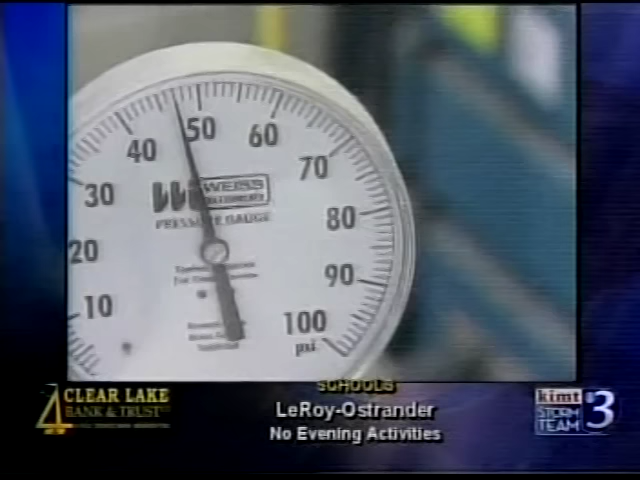 50
60
40
70
WEISS
30
PRESSURE GAUGE
80
20
90
10
100
psi
SCHOOLS
4 CLEAR LAKE
BANK & TRUST
LeRoy-Ostrander
No Evening Activities
kimt 3
STORM
TEAM